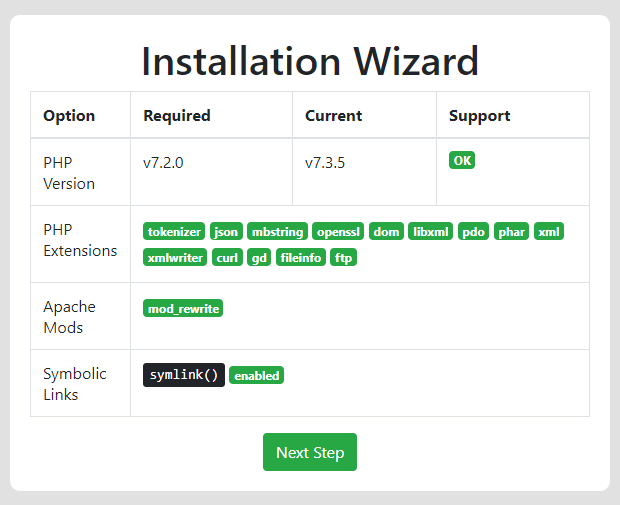 Installation Wizard
Option Required Current Support
PHP Version v7.2.0 v7.3.5 OK
PHP Extensions tokenizer json mbstring openssl dom libxml pdo phar xml
xmlwriter curl gd fileinfo ftp
Apache Mods mod_rewrite
Symbolic Links symlink() enabled
Next Step